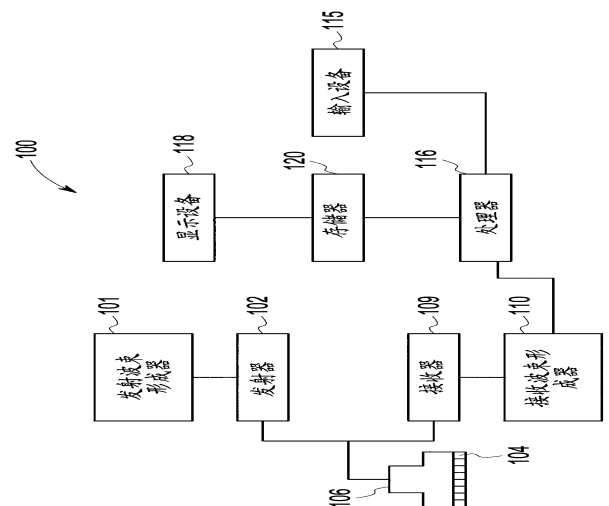 100
101
发射波束
形成器
102
发射器
106
104
109
接收器
110
接收波束形
成器
118
显示设备
120
存储器
116
处理器
115
输入设备